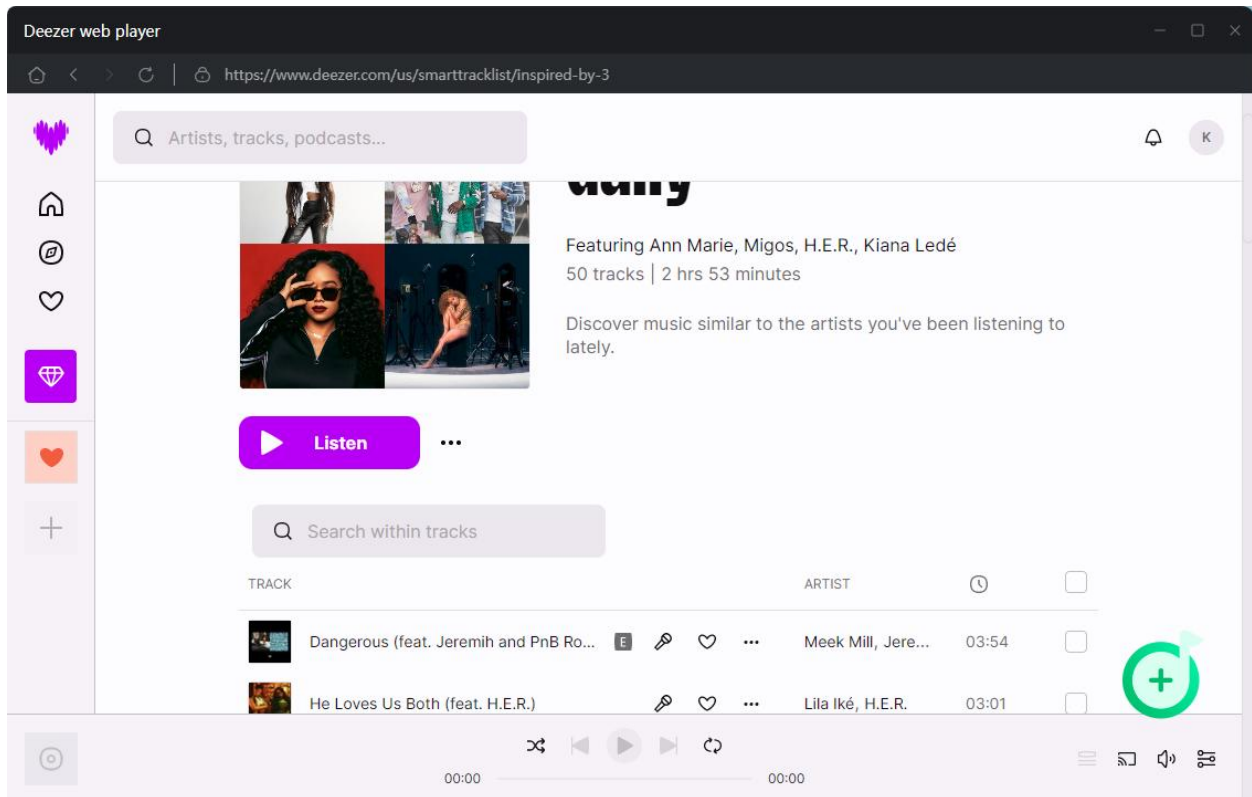 Deezer web player
https://www.deezer.com/us/smarttracklist/inspired-by-3
Artists, tracks, podcasts...
K
daily
Featuring Ann Marie, Migos, H.E.R., Kiana Ledé
50 tracks | 2 hrs 53 minutes
Discover music similar to the artists you've been listening to
lately.
Listen
Search within tracks
TRACK ARTIST
Dangerous (feat. Jeremih and PnB Ro... E Meek Mill, Jere... 03:54
He Loves Us Both (feat. H.E.R.) Lila Iké, H.E.R. 03:01
00:00 00:00